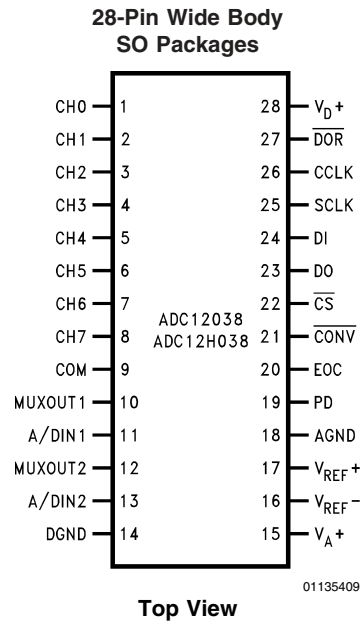 28-Pin Wide Body
SO Packages
CH0 1 28 V_D+
CH1 2 27 D̅O̅R̅
CH2 3 26 CCLK
CH3 4 25 SCLK
CH4 5 24 DI
CH5 6 23 DO
CH6 7 22 C̅S̅
CH7 8 21 C̅O̅N̅V̅
ADC12038
ADC12H038
COM 9 20 EOC
MUXOUT1 10 19 PD
A/DIN1 11 18 AGND
MUXOUT2 12 17 V_REF+
A/DIN2 13 16 V_REF−
DGND 14 15 V_A+
01135409
Top View